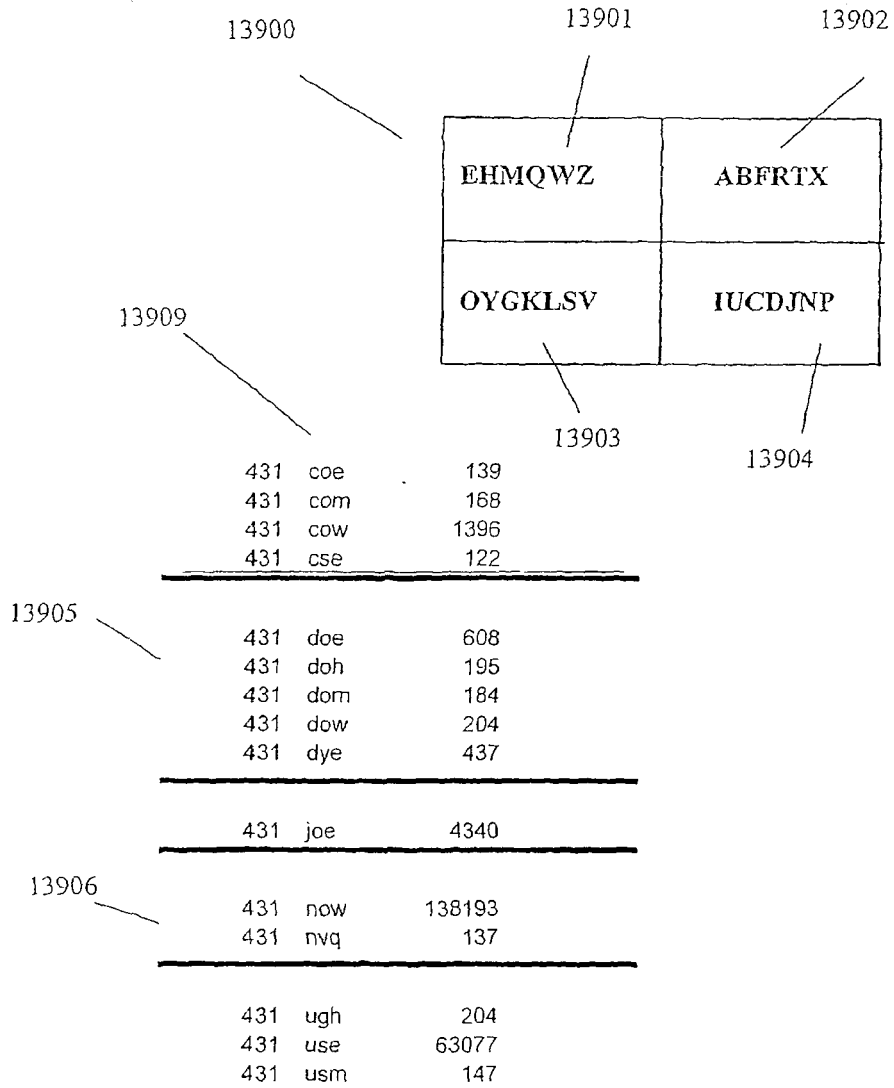 13900 13901 13902
EHMQWZ ABFRTX
OYGKLSV IUCDJNP
13909
13903 13904
431 coe 139
431 com 168
431 cow 1396
431 cse 122
13905
431 doe 608
431 doh 195
431 dom 184
431 dow 204
431 dye 437
431 joe 4340
13906
431 now 138193
431 nvq 137
431 ugh 204
431 use 63077
431 usm 147